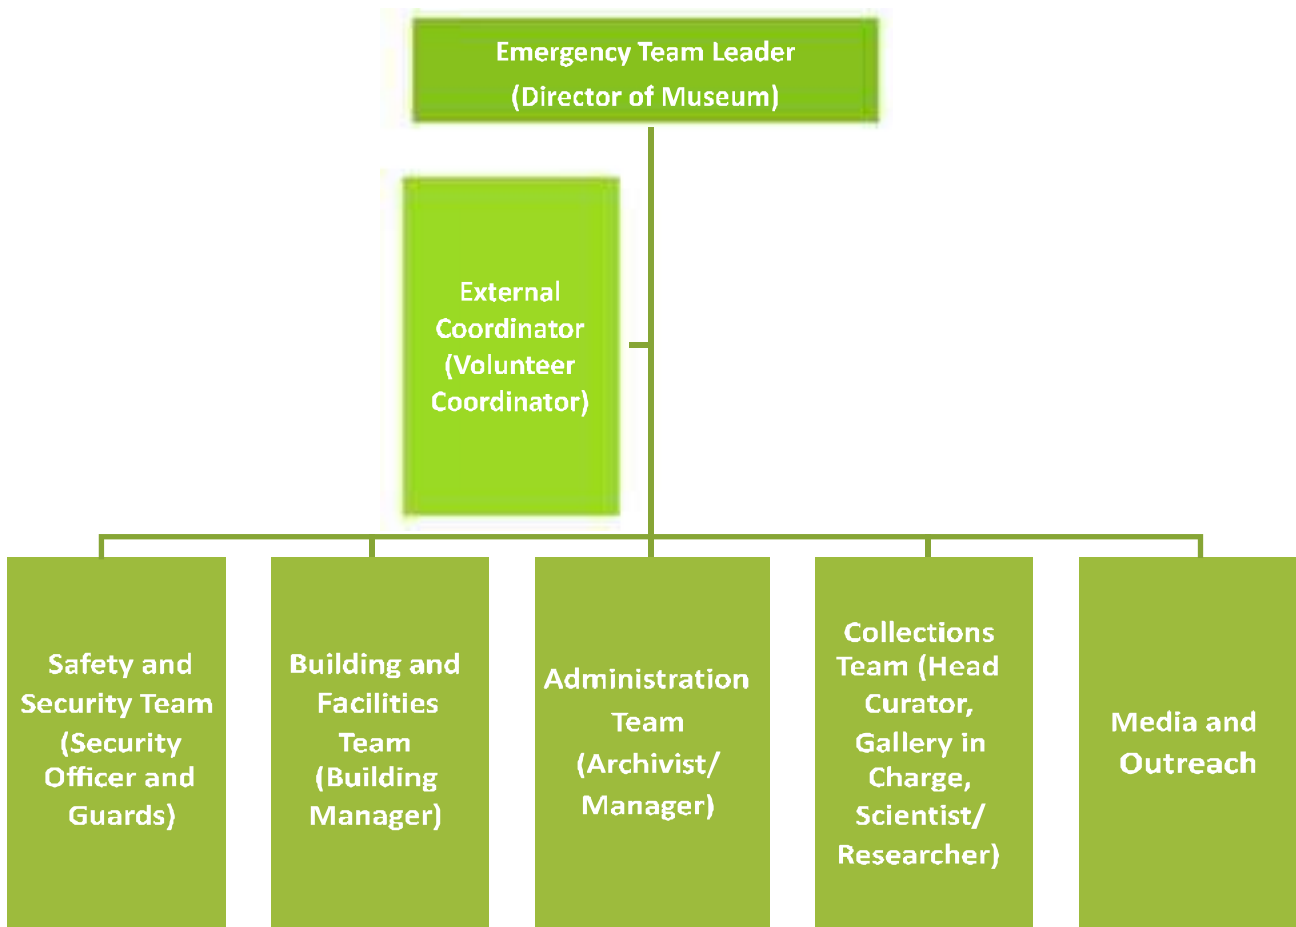 Emergency Team Leader
(Director of Museum)
External
Coordinator
(Volunteer
Coordinator)
Safety and
Security Team
(Security
Officer and
Guards)
Building and
Facilities
Team
(Building
Manager)
Administration
Team
(Archivist/
Manager)
Collections
Team (Head
Curator,
Gallery in
Charge,
Scientist/
Researcher)
Media and
Outreach